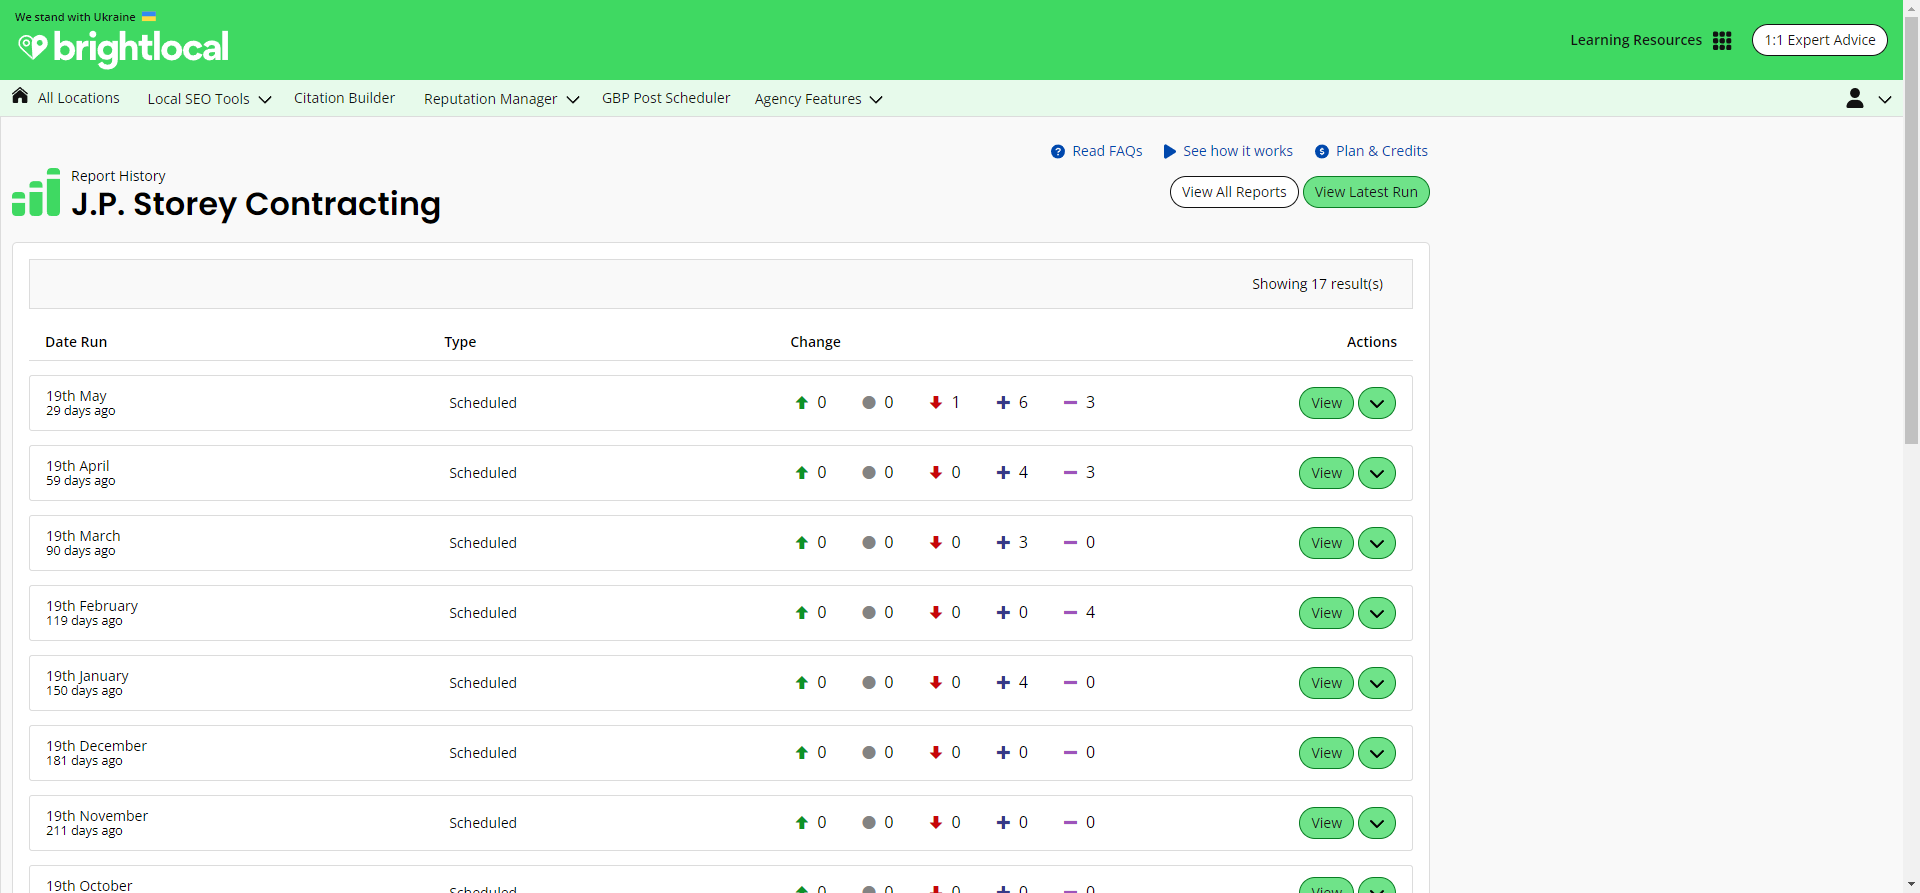 We stand with Ukraine
brightlocal
Learning Resources
1:1 Expert Advice
All Locations
Local SEO Tools
Citation Builder
Reputation Manager
GBP Post Scheduler
Agency Features
Read FAQs
See how it works
Plan & Credits
Report History
J.P. Storey Contracting
View All Reports
View Latest Run
Showing 17 result(s)
Date Run Type Change Actions
19th May
29 days ago
Scheduled 0 0 1 6 3 View
19th April
59 days ago
Scheduled 0 0 0 4 3 View
19th March
90 days ago
Scheduled 0 0 0 3 0 View
19th February
119 days ago
Scheduled 0 0 0 0 4 View
19th January
150 days ago
Scheduled 0 0 0 4 0 View
19th December
181 days ago
Scheduled 0 0 0 0 0 View
19th November
211 days ago
Scheduled 0 0 0 0 0 View
19th October
Scheduled 0 0 0 0 0 View